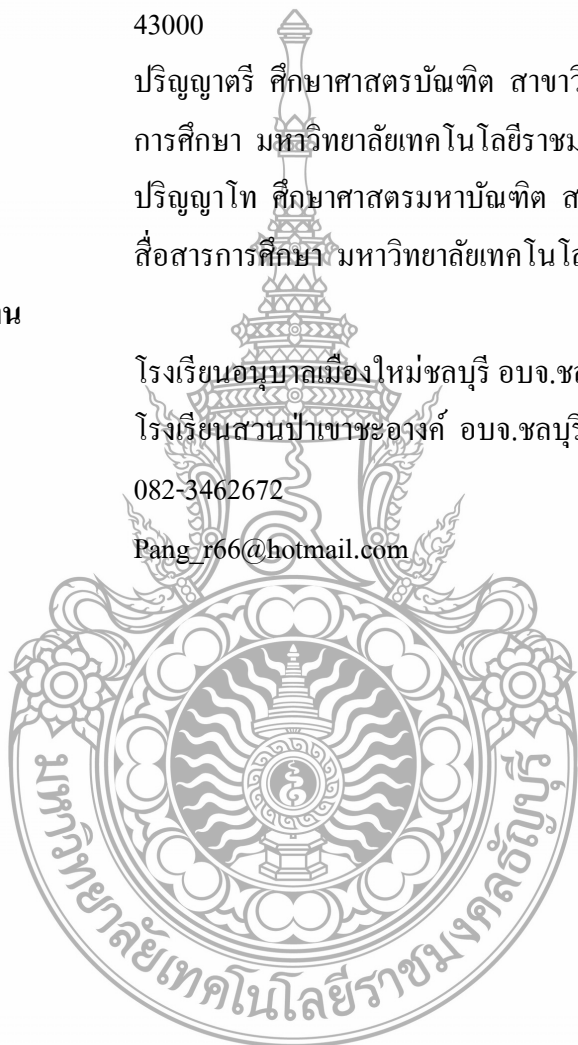 43000
ปริญญาตรี ศึกษาศาสตรบัณฑิต สาขาวิ
การศึกษา มหาวิทยาลัยเทคโนโลยีราชม
ปริญญาโท ศึกษาศาสตรมหาบัณฑิต ส
สื่อสารการศึกษา มหาวิทยาลัยเทคโนโล
าน
โรงเรียนอนุบาลเมืองใหม่ชลบุรี อบจ.ช
โรงเรียนสวนป่าเขาชะอางค์ อบจ.ชลบุรี
082-3462672
Pang_r66@hotmail.com
มหาวิทยาลัยเทคโนโลยีราชมงคลธัญบุรี